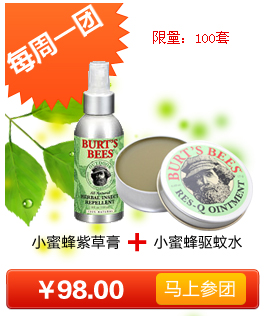 每周一团
限量：100套
BURT'S
BEES
All Natural
HERBAL INSECT
REPELLENT
BURT'S BEES
RES-Q OINTMENT
小蜜蜂紫草膏 + 小蜜蜂驱蚊水
￥98.00 马上参团